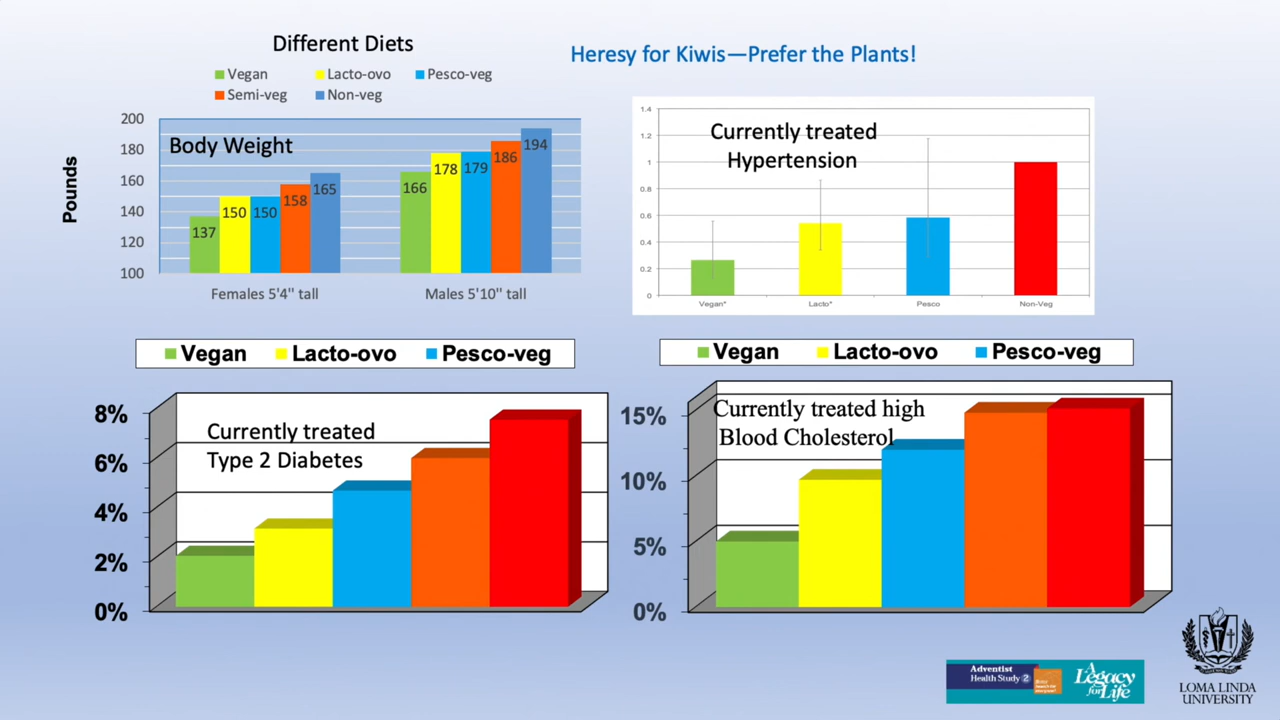 Different Diets
Heresy for Kiwis—Prefer the Plants!
Vegan Lacto-ovo Pesco-veg
Semi-veg Non-veg
Body Weight
Pounds
200
180
160
140
120
100
137 150 150 158 165
166 178 179 186 194
Females 5'4" tall Males 5'10" tall
Currently treated
Hypertension
1.4
1.2
1
0.8
0.6
0.4
0.2
0
Vegan* Lacto* Pesco Non-Veg
Vegan Lacto-ovo Pesco-veg
Currently treated
Type 2 Diabetes
8%
6%
4%
2%
0%
Vegan Lacto-ovo Pesco-veg
Currently treated high
Blood Cholesterol
15%
10%
5%
0%
Adventist
Health Study 2
A
Legacy
for Life
LOMA LINDA
UNIVERSITY